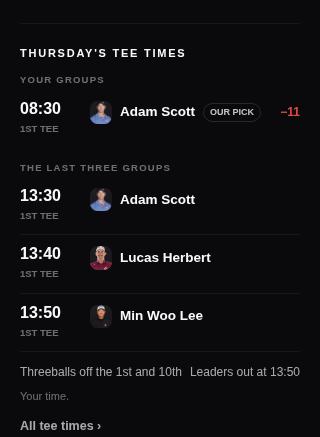 THURSDAY'S TEE TIMES
YOUR GROUPS
08:30 Adam Scott OUR PICK –11
1ST TEE
THE LAST THREE GROUPS
13:30 Adam Scott
1ST TEE
13:40 Lucas Herbert
1ST TEE
13:50 Min Woo Lee
1ST TEE
Threeballs off the 1st and 10th Leaders out at 13:50
Your time.
All tee times ›